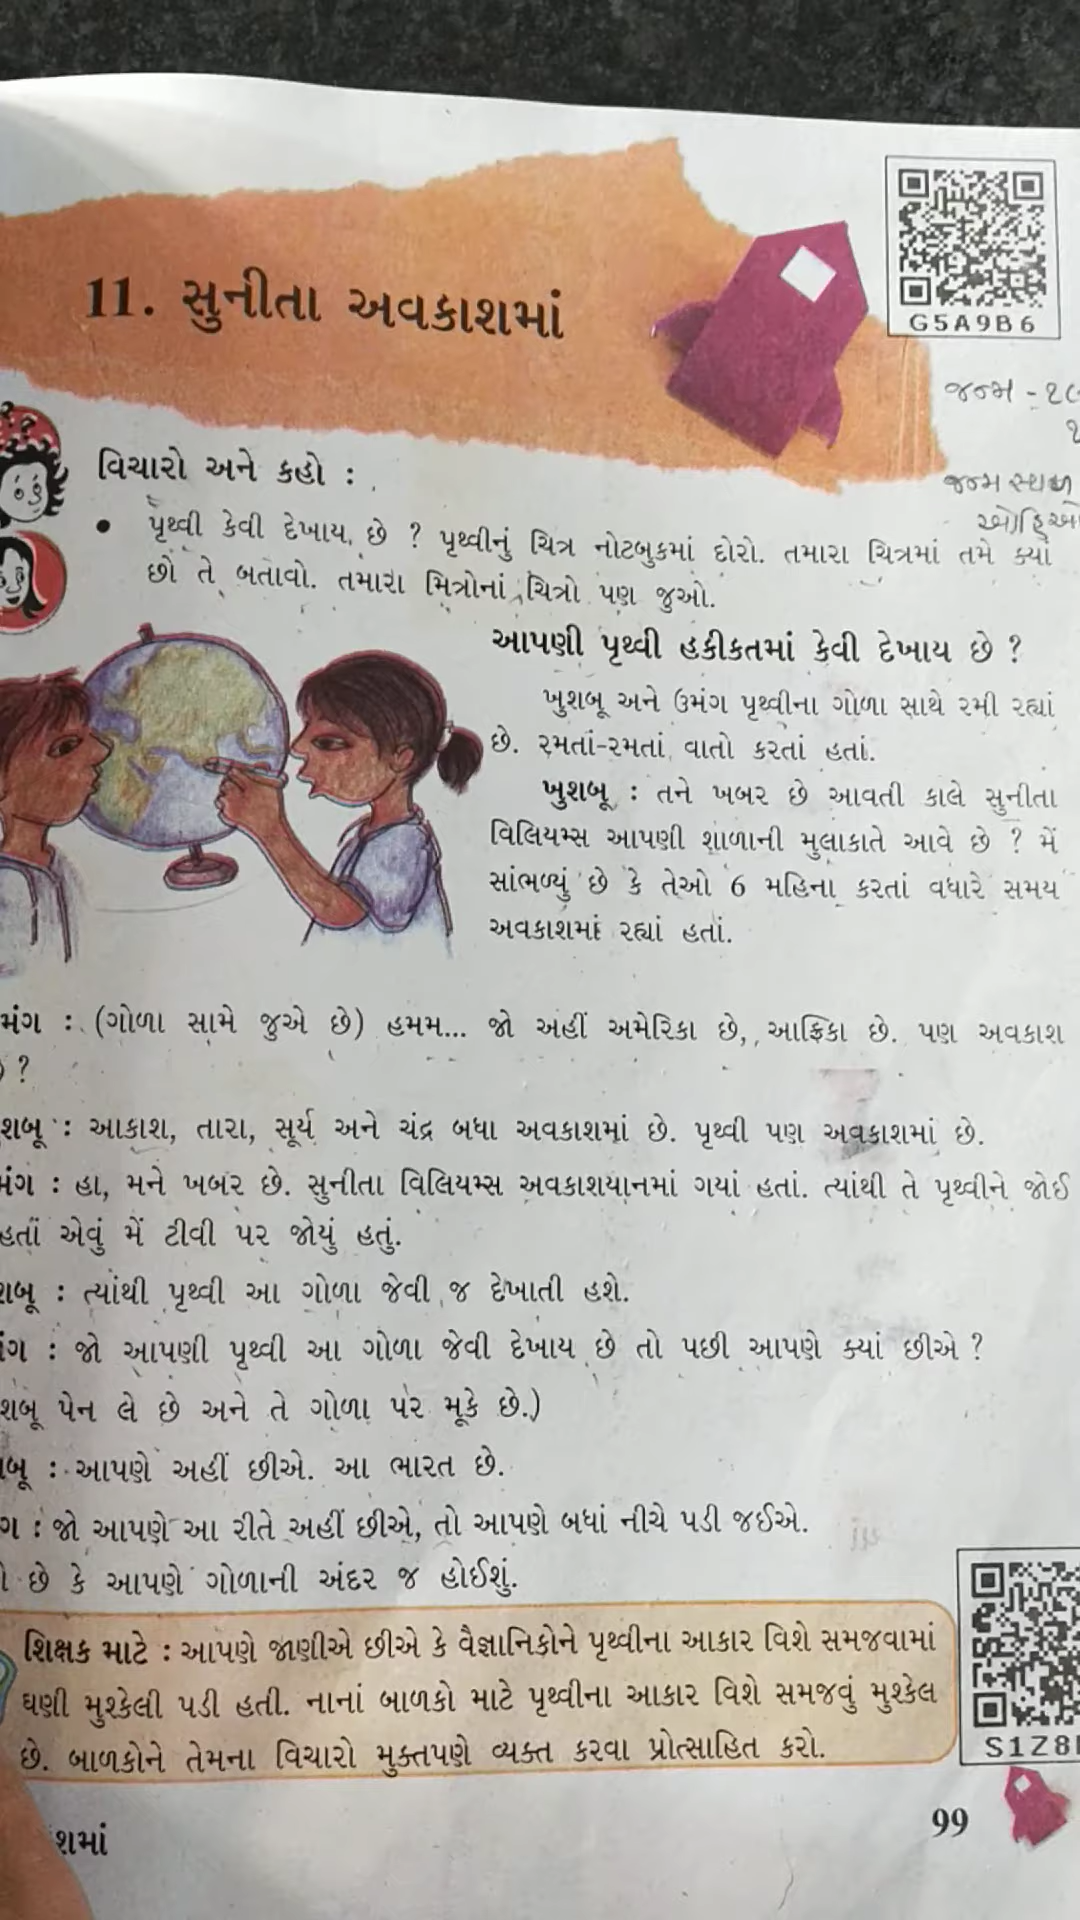 G5A9B6
11. સુનીતા અવકાશમાં
જન્મ -
જન્મ સ્થળ
વિચારો અને કહો :
• પૃથ્વી કેવી દેખાય છે ? પૃથ્વીનું ચિત્ર નોટબુકમાં દોરો. તમારા ચિત્રમાં તમે ક્યાં
છો તે બતાવો. તમારા મિત્રોનાં ચિત્રો પણ જુઓ.
આપણી પૃથ્વી હકીકતમાં કેવી દેખાય છે ?
ખુશબૂ અને ઉમંગ પૃથ્વીના ગોળા સાથે રમી રહ્યાં
છે. રમતાં-રમતાં વાતો કરતાં હતાં.
ખુશબૂ : તને ખબર છે આવતી કાલે સુનીતા
વિલિયમ્સ આપણી શાળાની મુલાકાતે આવે છે ? મેં
સાંભળ્યું છે કે તેઓ 6 મહિના કરતાં વધારે સમય
અવકાશમાં રહ્યાં હતાં.
મંગ : (ગોળા સામે જુએ છે) હમમ... જો અહીં અમેરિકા છે, આફ્રિકા છે. પણ અવકાશ
?
શબૂ : આકાશ, તારા, સૂર્ય અને ચંદ્ર બધા અવકાશમાં છે. પૃથ્વી પણ અવકાશમાં છે.
મંગ : હા, મને ખબર છે. સુનીતા વિલિયમ્સ અવકાશયાનમાં ગયાં હતાં. ત્યાંથી તે પૃથ્વીને જોઈ
હતાં એવું મેં ટીવી પર જોયું હતું.
શબૂ : ત્યાંથી પૃથ્વી આ ગોળા જેવી જ દેખાતી હશે.
મંગ : જો આપણી પૃથ્વી આ ગોળા જેવી દેખાય છે તો પછી આપણે ક્યાં છીએ ?
શબૂ પેન લે છે અને તે ગોળા પર મૂકે છે.)
બૂ : આપણે અહીં છીએ. આ ભારત છે.
ગ : જો આપણે આ રીતે અહીં છીએ, તો આપણે બધાં નીચે પડી જઈએ.
છે કે આપણે ગોળાની અંદર જ હોઈશું.
શિક્ષક માટે : આપણે જાણીએ છીએ કે વૈજ્ઞાનિકોને પૃથ્વીના આકાર વિશે સમજવામાં
ઘણી મુશ્કેલી પડી હતી. નાનાં બાળકો માટે પૃથ્વીના આકાર વિશે સમજવું મુશ્કેલ
છે. બાળકોને તેમના વિચારો મુક્તપણે વ્યક્ત કરવા પ્રોત્સાહિત કરો.
S1Z8
શમાં
99